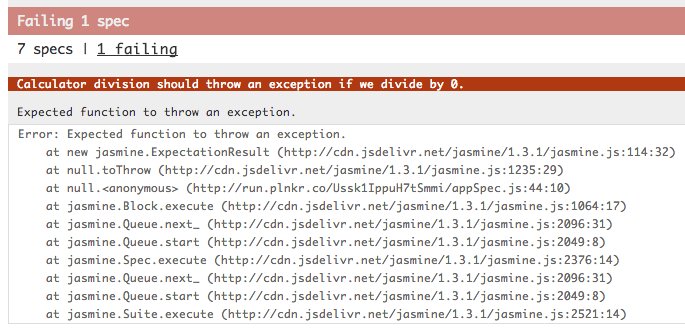 Failing 1 spec
7 specs | 1 failing
Calculator division should throw an exception if we divide by 0.
Expected function to throw an exception.
Error: Expected function to throw an exception.
at new jasmine.ExpectationResult (http://cdn.jsdelivr.net/jasmine/1.3.1/jasmine.js:114:32)
at null.toThrow (http://cdn.jsdelivr.net/jasmine/1.3.1/jasmine.js:1235:29)
at null.<anonymous> (http://run.plnkr.co/Ussk1IppuH7tSmmi/appSpec.js:44:10)
at jasmine.Block.execute (http://cdn.jsdelivr.net/jasmine/1.3.1/jasmine.js:1064:17)
at jasmine.Queue.next_ (http://cdn.jsdelivr.net/jasmine/1.3.1/jasmine.js:2096:31)
at jasmine.Queue.start (http://cdn.jsdelivr.net/jasmine/1.3.1/jasmine.js:2049:8)
at jasmine.Spec.execute (http://cdn.jsdelivr.net/jasmine/1.3.1/jasmine.js:2376:14)
at jasmine.Queue.next_ (http://cdn.jsdelivr.net/jasmine/1.3.1/jasmine.js:2096:31)
at jasmine.Queue.start (http://cdn.jsdelivr.net/jasmine/1.3.1/jasmine.js:2049:8)
at jasmine.Suite.execute (http://cdn.jsdelivr.net/jasmine/1.3.1/jasmine.js:2521:14)